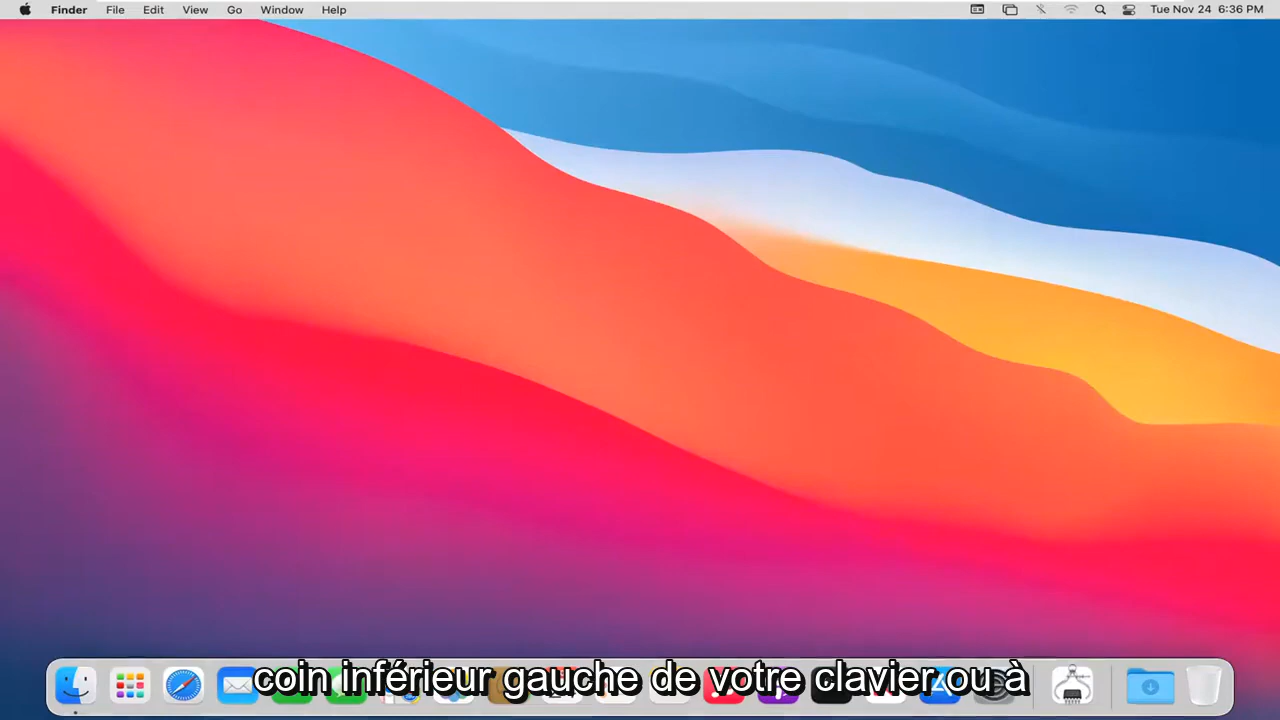 Finder File Edit View Go Window Help Tue Nov 24 6:36 PM
coin inférieur gauche de votre clavier ou à